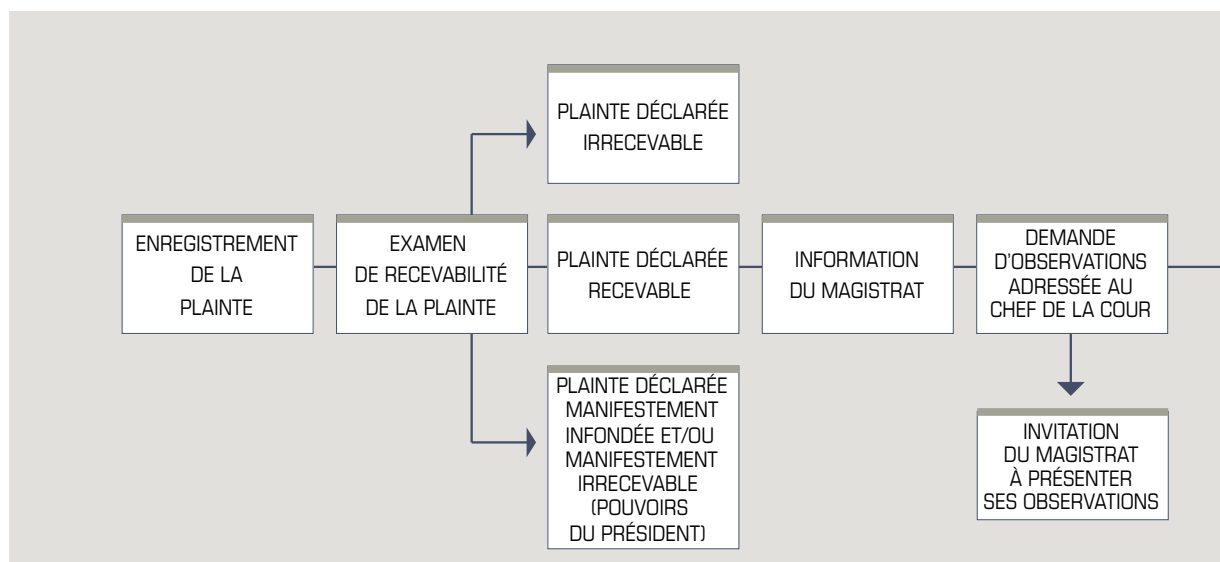 PLAINTE DÉCLARÉE
IRRECEVABLE
ENREGISTREMENT
DE LA
PLAINTE
EXAMEN
DE RECEVABILITÉ
DE LA PLAINTE
PLAINTE DÉCLARÉE
RECEVABLE
INFORMATION
DU MAGISTRAT
DEMANDE
D'OBSERVATIONS
ADRESSÉE AU
CHEF DE LA COUR
PLAINTE DÉCLARÉE
MANIFESTEMENT
INFONDÉE ET/OU
MANIFESTEMENT
IRRECEVABLE
(POUVOIRS
DU PRÉSIDENT)
INVITATION
DU MAGISTRAT
À PRÉSENTER
SES OBSERVATIONS